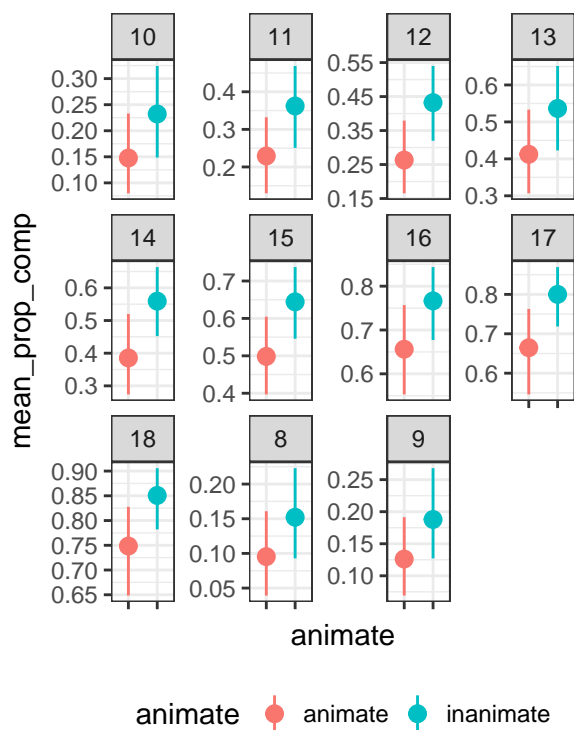 10 11 12 13
0.30 0.25 0.20 0.15 0.10
0.4 0.3 0.2
0.55 0.45 0.35 0.25 0.15
0.6 0.5 0.4 0.3
14 15 16 17
0.6 0.5 0.4 0.3
0.7 0.6 0.5 0.4
0.8 0.7 0.6
0.8 0.7 0.6
18 8 9
0.90 0.85 0.80 0.75 0.70 0.65
0.20 0.15 0.10 0.05
0.25 0.20 0.15 0.10
mean_prop_comp
animate
animate animate inanimate